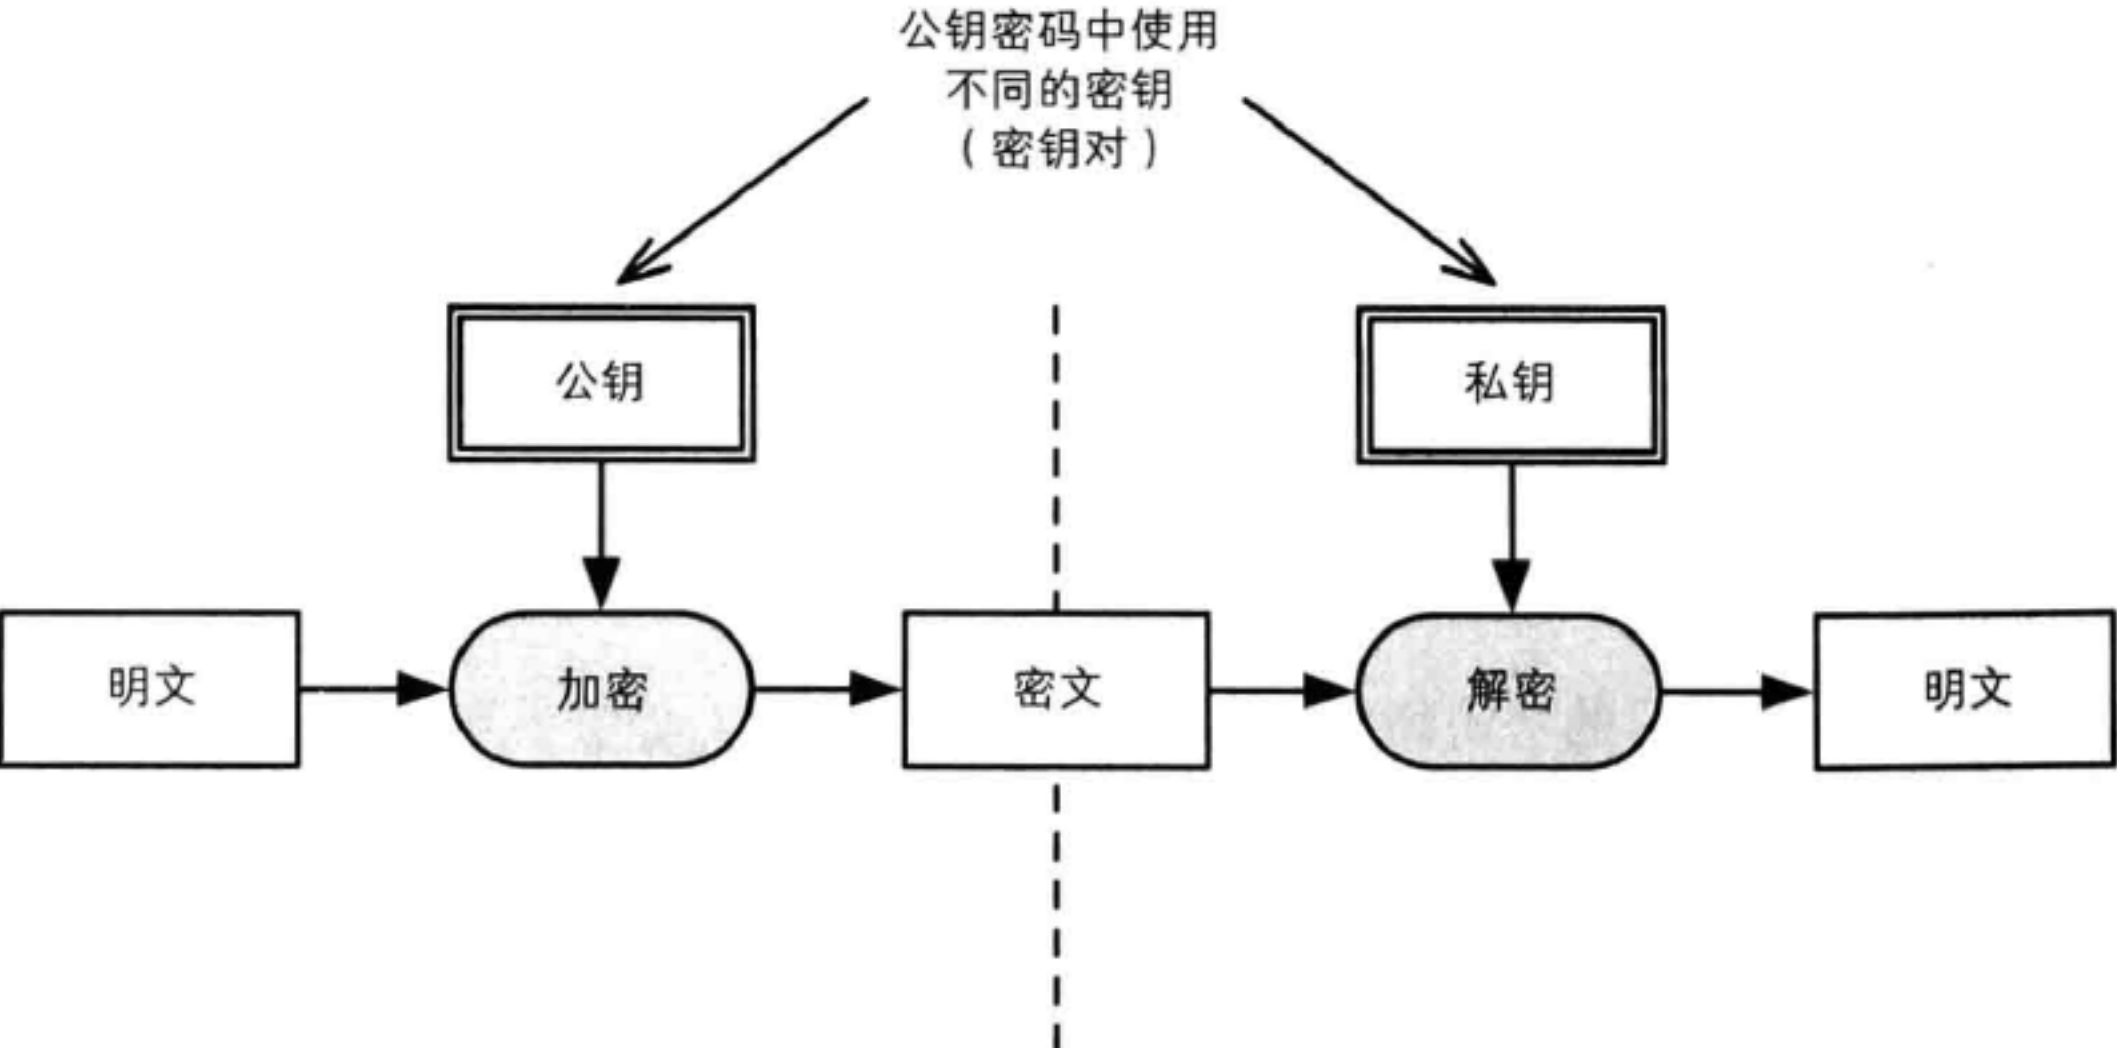 公钥密码中使用
不同的密钥
（密钥对）
公钥
私钥
明文
加密
密文
解密
明文